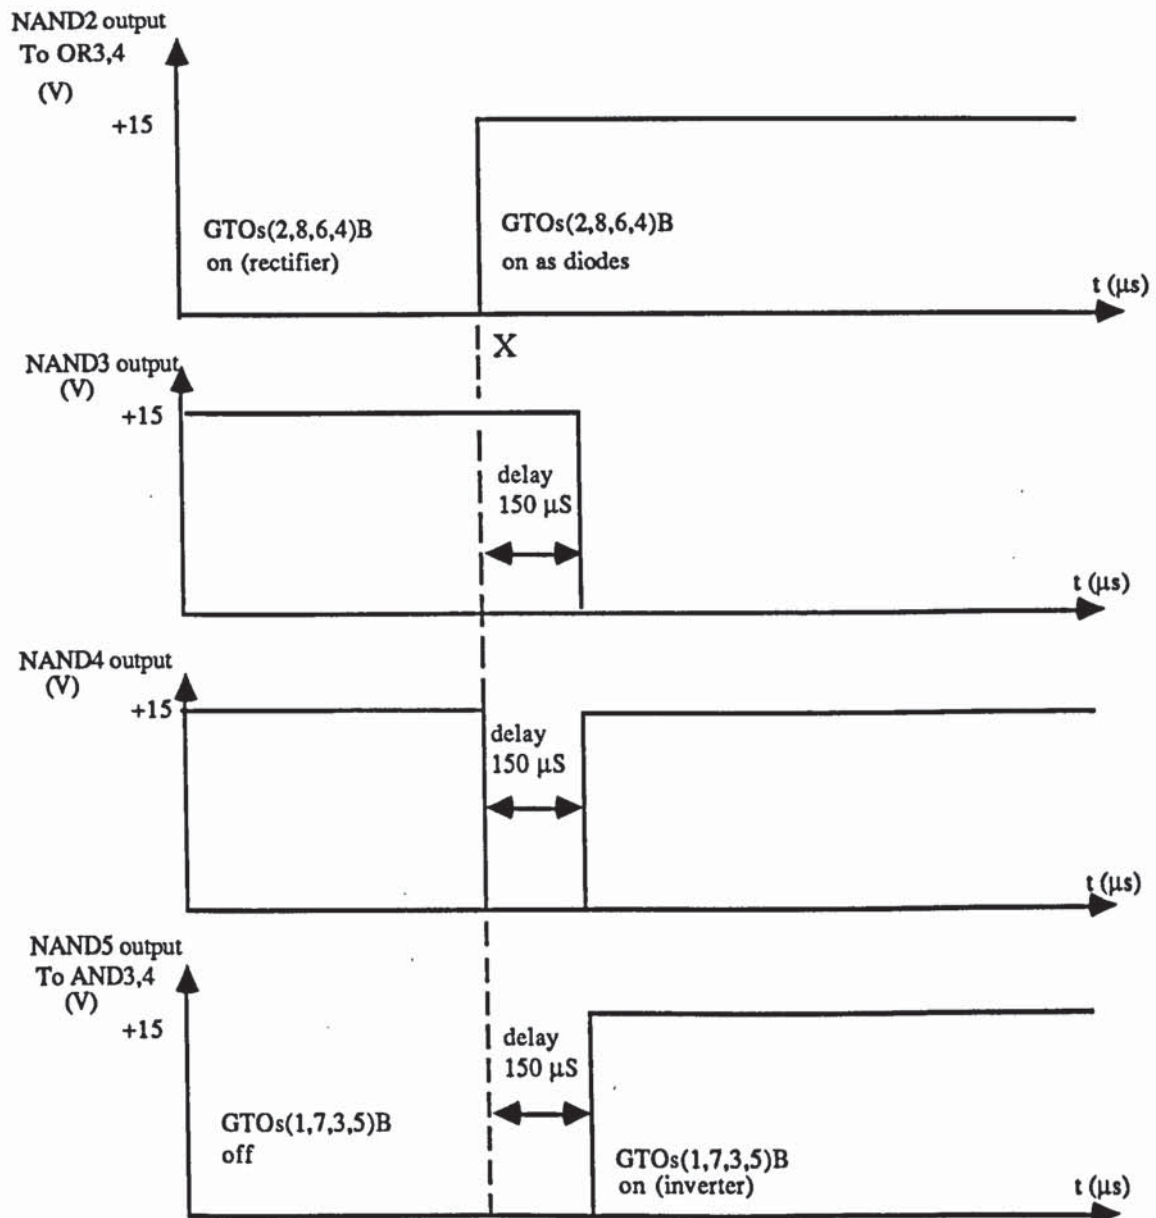 NAND2 output
To OR3,4
(V)
+15
GTOs(2,8,6,4)B
on (rectifier)
GTOs(2,8,6,4)B
on as diodes
t (μs)
X
NAND3 output
(V)
+15
delay
150 μS
t (μs)
NAND4 output
(V)
+15
delay
150 μS
t (μs)
NAND5 output
To AND3,4
(V)
+15
delay
150 μS
GTOs(1,7,3,5)B
off
GTOs(1,7,3,5)B
on (inverter)
t (μs)